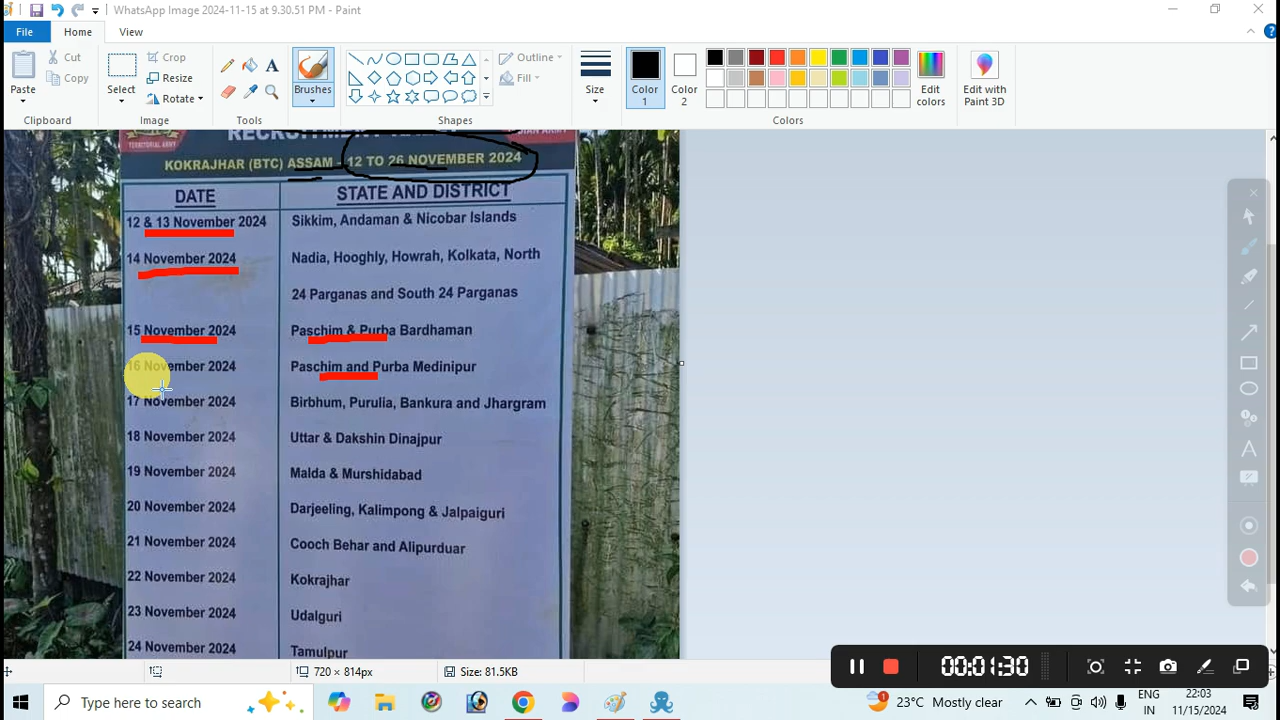 WhatsApp Image 2024-11-15 at 9.30.51 PM - Paint
File Home View
Paste
Cut
Copy
Clipboard
Select
Crop
Resize
Rotate
Image
A
Tools
Brushes
Outline
Fill
Shapes
Size
Color 1
Color 2
Edit colors
Edit with Paint 3D
Colors
TERRITORIAL ARMY
KOKRAJHAR (BTC) ASSAM - 12 TO 26 NOVEMBER 2024
DATE STATE AND DISTRICT
12 & 13 November 2024 Sikkim, Andaman & Nicobar Islands
14 November 2024 Nadia, Hooghly, Howrah, Kolkata, North
24 Parganas and South 24 Parganas
15 November 2024 Paschim & Purba Bardhaman
16 November 2024 Paschim and Purba Medinipur
17 November 2024 Birbhum, Purulia, Bankura and Jhargram
18 November 2024 Uttar & Dakshin Dinajpur
19 November 2024 Malda & Murshidabad
20 November 2024 Darjeeling, Kalimpong & Jalpaiguri
21 November 2024 Cooch Behar and Alipurduar
22 November 2024 Kokrajhar
23 November 2024 Udalguri
24 November 2024 Tamulpur
720 × 814px Size: 81.5KB
00:01:30
Type here to search
23°C Mostly clear
ENG
IN
22:03
11/15/2024